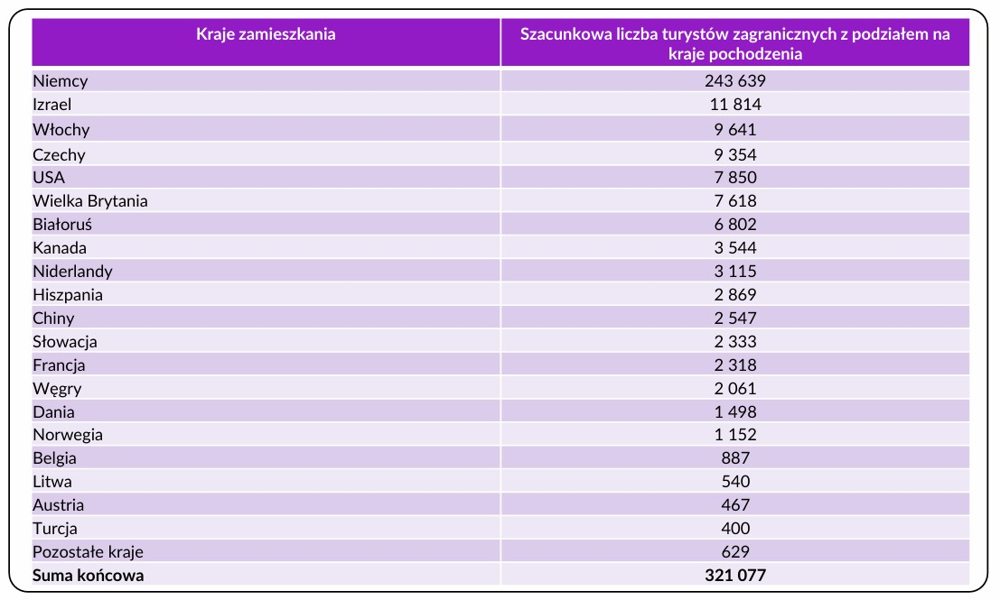 Kraje zamieszkania
Szacunkowa liczba turystów zagranicznych z podziałem na
kraje pochodzenia
Niemcy 243 639
Izrael 11 814
Włochy 9 641
Czechy 9 354
USA 7 850
Wielka Brytania 7 618
Białoruś 6 802
Kanada 3 544
Niderlandy 3 115
Hiszpania 2 869
Chiny 2 547
Słowacja 2 333
Francja 2 318
Węgry 2 061
Dania 1 498
Norwegia 1 152
Belgia 887
Litwa 540
Austria 467
Turcja 400
Pozostałe kraje 629
Suma końcowa 321 077